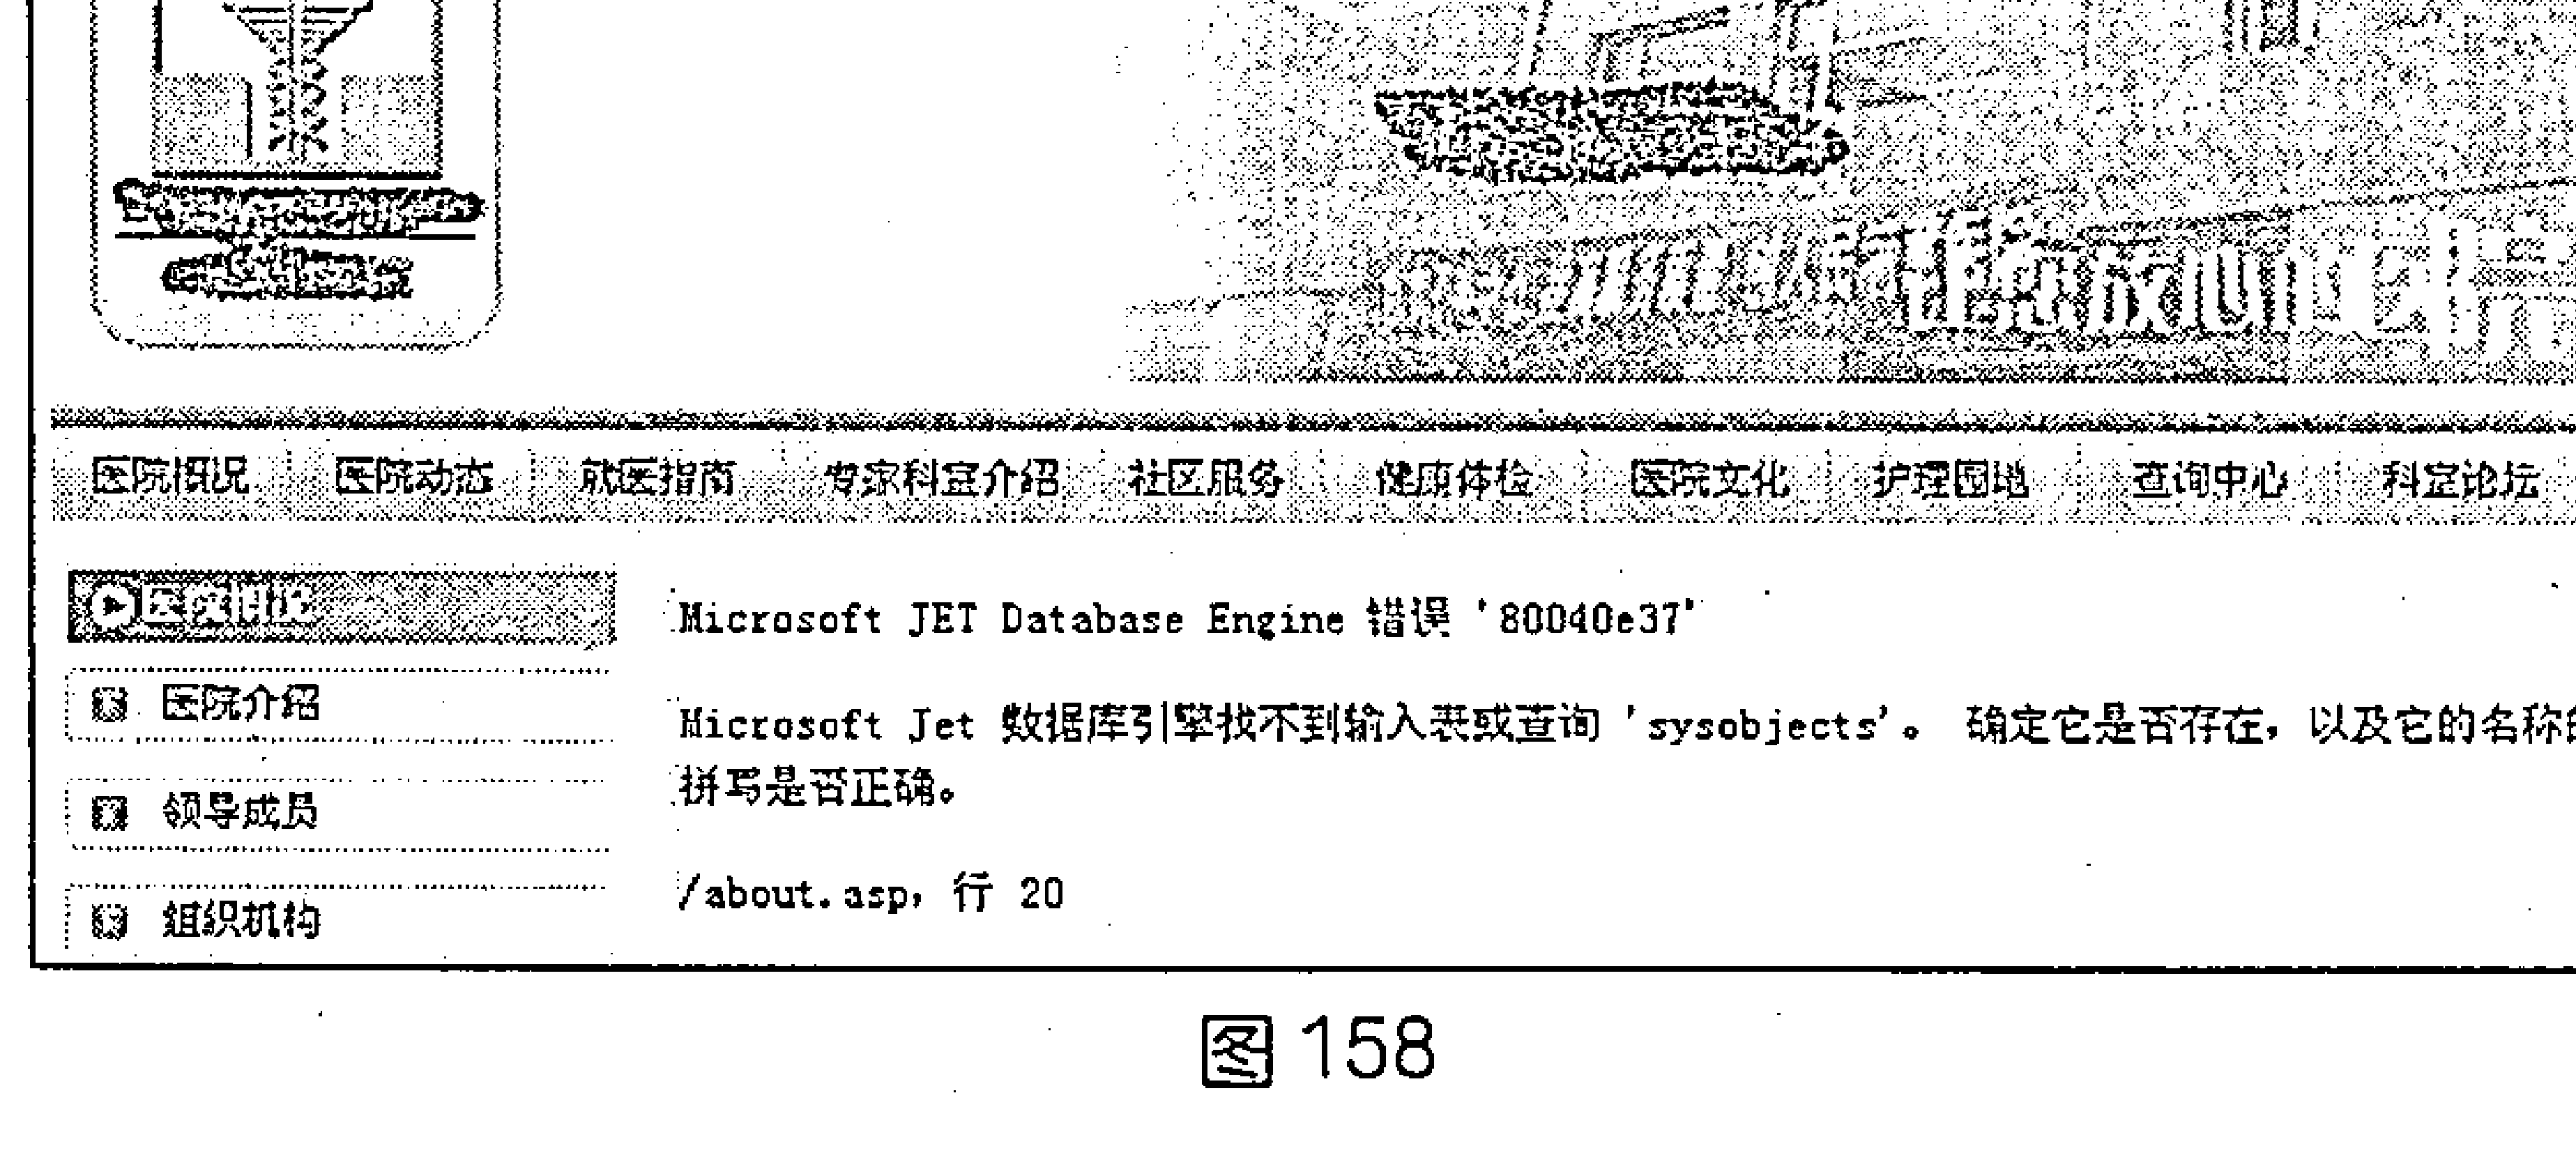 医院概况 医院动态 就医指南 专家科室介绍 社区服务 健康体检 医院文化 护理园地 查询中心 科室论坛
医院概况
医院介绍
领导成员
组织机构
Microsoft JET Database Engine 错误 '80040e37'
Microsoft Jet 数据库引擎找不到输入表或查询 'sysobjects'。 确定它是否存在，以及它的名称的
拼写是否正确。
/about.asp，行 20
图 158